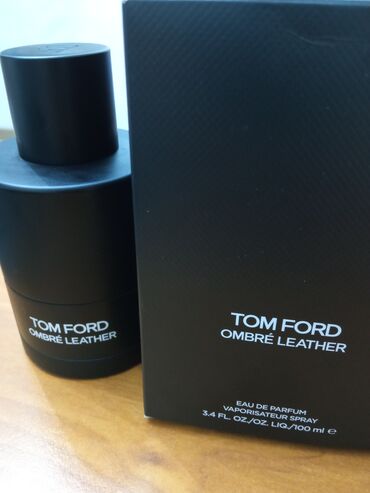 TOM FORD
OMBRÉ LEATHER
TOM FORD
OMBRÉ LEATHER
EAU DE PARFUM
VAPORISATEUR SPRAY
3.4 FL. OZ./OZ. LIQ./100 ml ℮